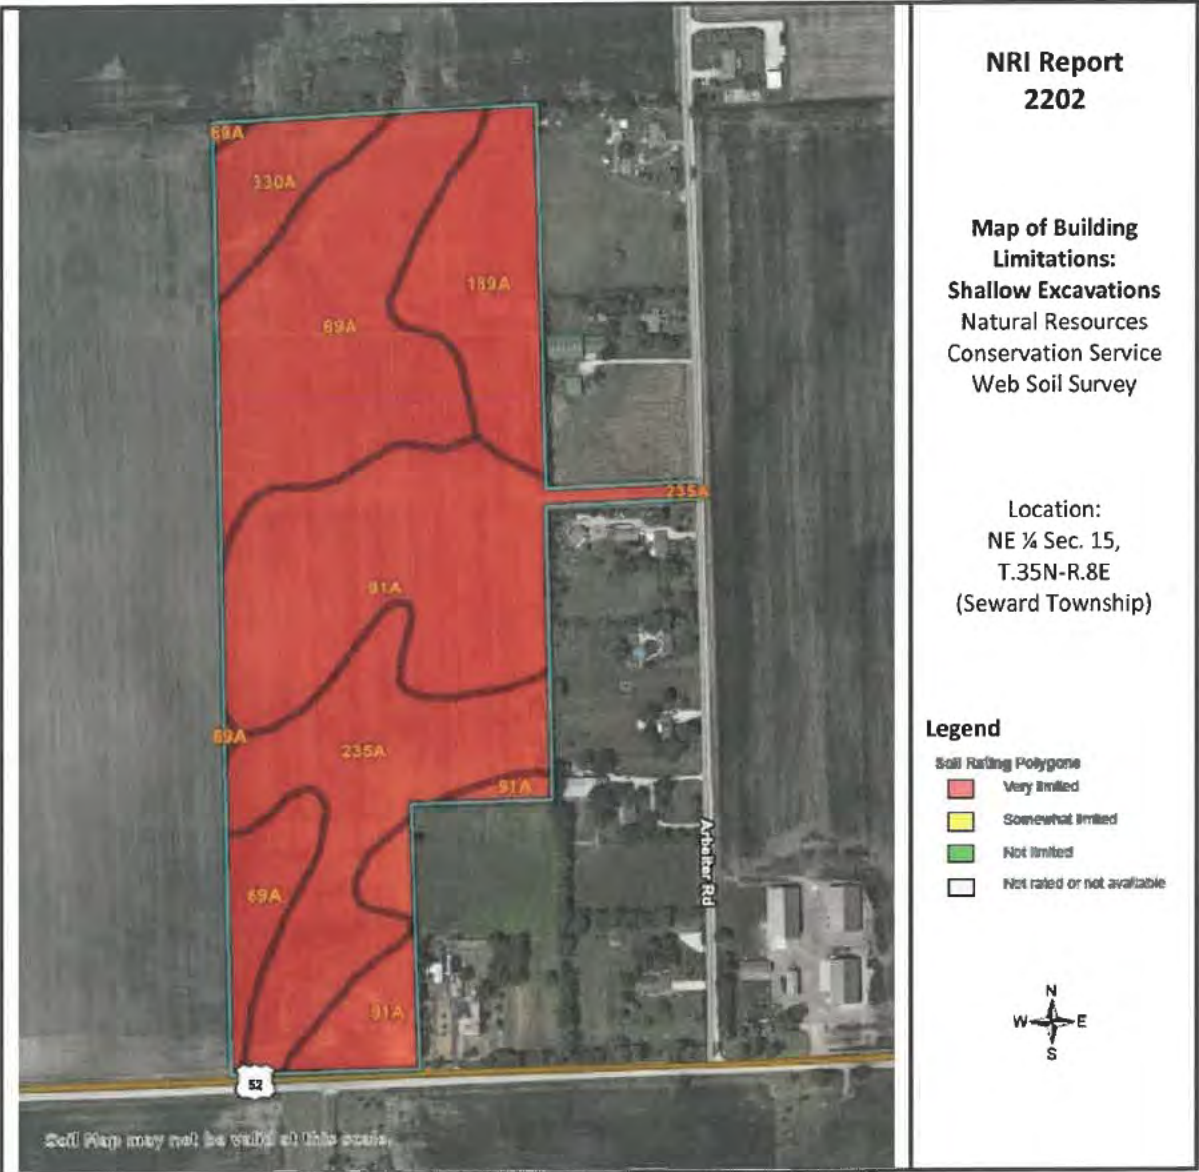 NRI Report
2202
Map of Building
Limitations:
Shallow Excavations
Natural Resources
Conservation Service
Web Soil Survey
Location:
NE ¼ Sec. 15,
T.35N-R.8E
(Seward Township)
Legend
Soil Rating Polygons
Very limited
Somewhat limited
Not limited
Not rated or not available
N
W E
S
69A
330A
189A
69A
235A
91A
69A
235A
91A
69A
91A
Arbeiter Rd
52
Soil Map may not be valid at this scale.